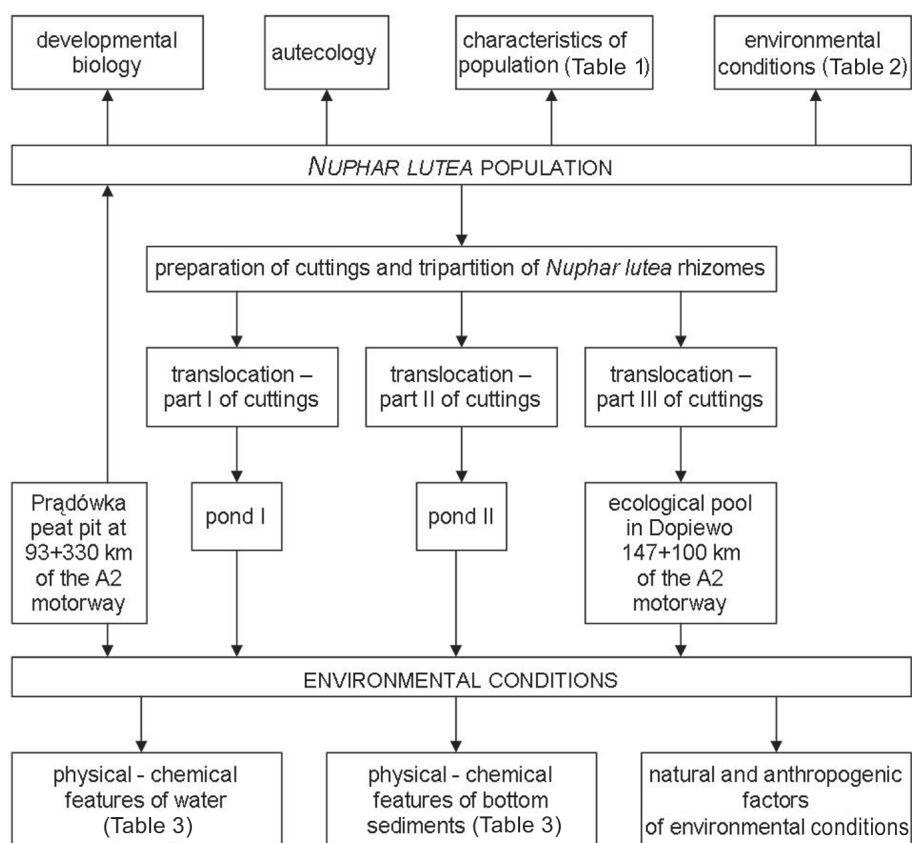 developmental
biology
autecology
characteristics of
population (Table 1)
environmental
conditions (Table 2)
NUPHAR LUTEA POPULATION
preparation of cuttings and tripartition of Nuphar lutea rhizomes
translocation –
part I of cuttings
translocation –
part II of cuttings
translocation –
part III of cuttings
Prądówka
peat pit at
93+330 km
of the A2
motorway
pond I
pond II
ecological pool
in Dopiewo
147+100 km
of the A2
motorway
ENVIRONMENTAL CONDITIONS
physical - chemical
features of water
(Table 3)
physical - chemical
features of bottom
sediments (Table 3)
natural and anthropogenic
factors
of environmental conditions